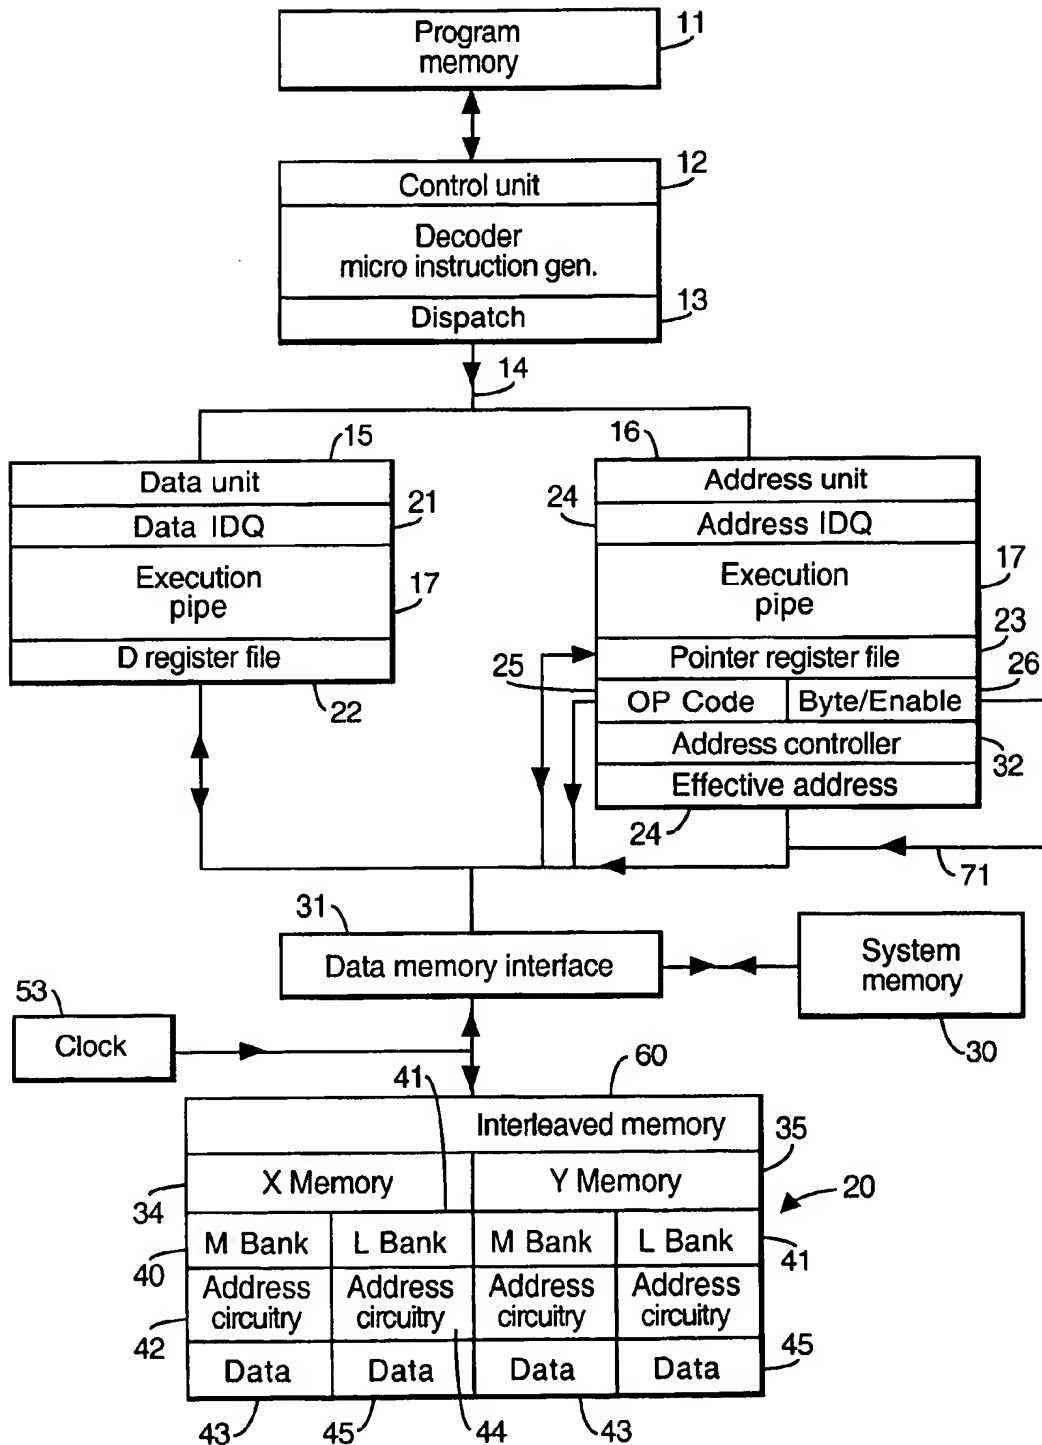 Program
memory
11
12
Control unit
Decoder
micro instruction gen.
13
Dispatch
14
15
Data unit
21
Data IDQ
Execution
pipe
17
D register file
22
16
Address unit
24
Address IDQ
Execution
pipe
17
23
Pointer register file
25
26
OP Code
Byte/Enable
Address controller
32
Effective address
24
71
31
Data memory interface
System
memory
30
53
Clock
60
41
Interleaved memory
35
X Memory
Y Memory
34
20
M Bank
L Bank
M Bank
L Bank
40
41
Address
circuitry
Address
circuitry
Address
circuitry
Address
circuitry
42
Data
Data
Data
Data
45
43
45
44
43